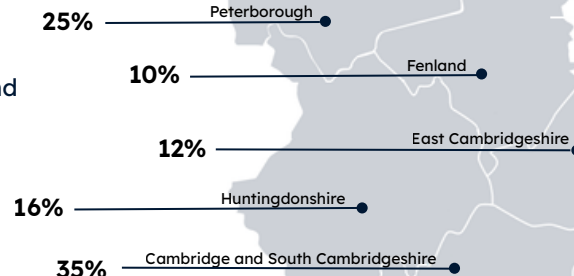 Peterborough
25%
Fenland
10%
East Cambridgeshire
12%
Huntingdonshire
16%
Cambridge and South Cambridgeshire
35%